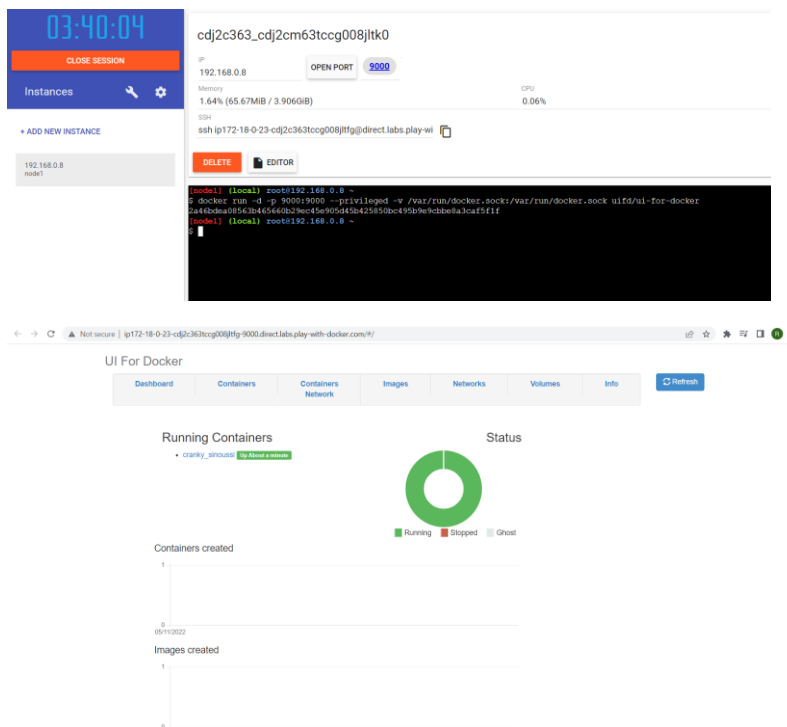 03:40:04
CLOSE SESSION
Instances
+ ADD NEW INSTANCE
192.168.0.8
node1
cdj2c363_cdj2cm63tccg008jltk0
IP
192.168.0.8
OPEN PORT
9000
Memory
1.64% (65.67MiB / 3.906GiB)
CPU
0.06%
SSH
ssh ip172-18-0-23-cdj2c363tccg008jltfg@direct.labs.play-wi
DELETE
EDITOR
[node1] (local) root@192.168.0.8 ~
$ docker run -d -p 9000:9000 --privileged -v /var/run/docker.sock:/var/run/docker.sock uifd/ui-for-docker
2a46bdea08563b465660b29ec45e905d45b425850bc495b9e9cbbe8a3caf5f1f
[node1] (local) root@192.168.0.8 ~
$
Not secure | ip172-18-0-23-cdj2c363tccg008jltfg-9000.direct.labs.play-with-docker.com/#/
R
UI For Docker
Dashboard
Containers
Containers
Network
Images
Networks
Volumes
Info
Refresh
Running Containers
cranky_sinoussi Up About a minute
Status
Running
Stopped
Ghost
Containers created
1
0
05/11/2022
Images created
1
0